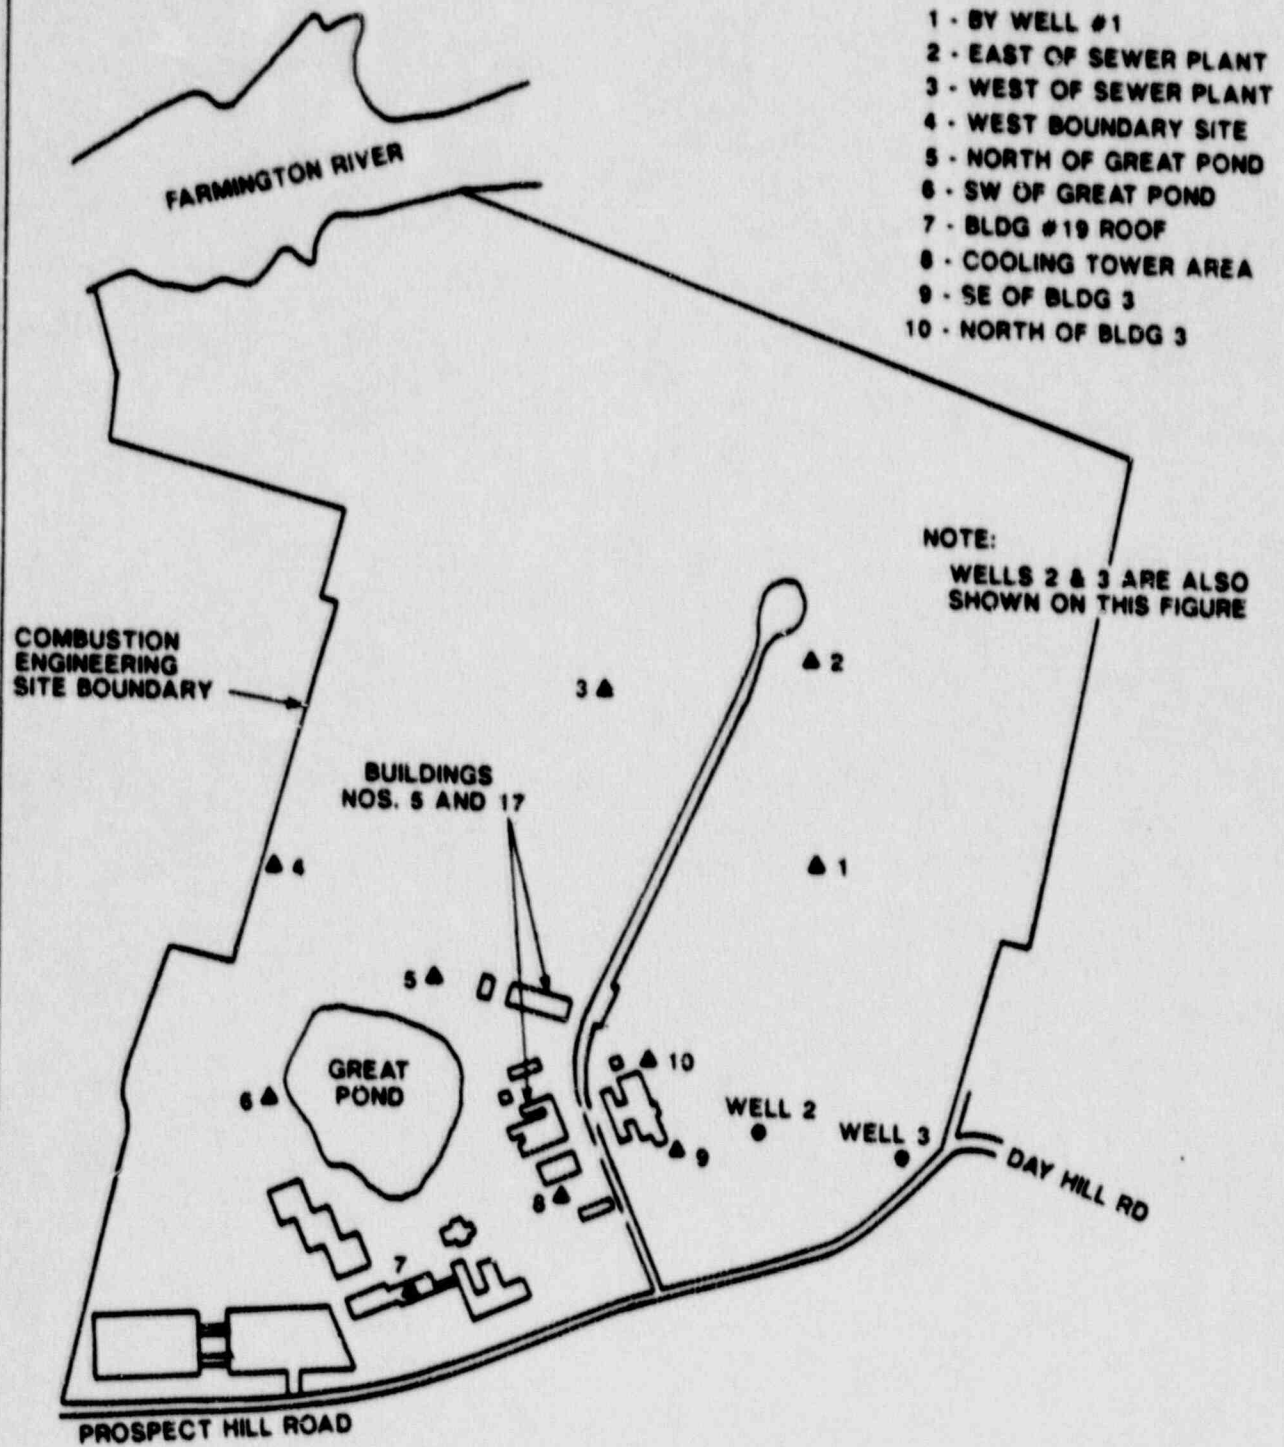 1 - BY WELL #1
2 - EAST OF SEWER PLANT
3 - WEST OF SEWER PLANT
4 - WEST BOUNDARY SITE
5 - NORTH OF GREAT POND
6 - SW OF GREAT POND
7 - BLDG #19 ROOF
8 - COOLING TOWER AREA
9 - SE OF BLDG 3
10 - NORTH OF BLDG 3
FARMINGTON RIVER
NOTE:
WELLS 2 & 3 ARE ALSO
SHOWN ON THIS FIGURE
COMBUSTION
ENGINEERING
SITE BOUNDARY
2
3
BUILDINGS
NOS. 5 AND 17
4
1
5
GREAT
POND
10
6
WELL 2
WELL 3
9
DAY HILL RD
8
7
PROSPECT HILL ROAD